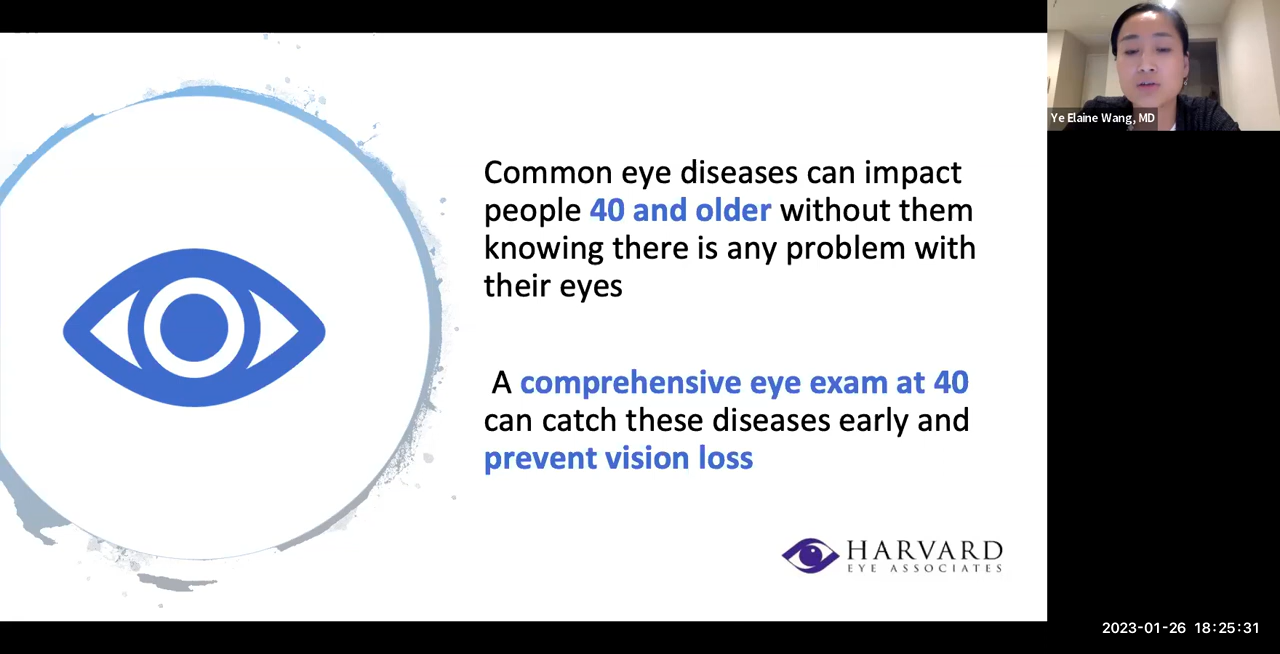 Common eye diseases can impact
people 40 and older without them
knowing there is any problem with
their eyes
A comprehensive eye exam at 40
can catch these diseases early and
prevent vision loss
HARVARD
EYE ASSOCIATES
Ye Elaine Wang, MD
2023-01-26 18:25:31